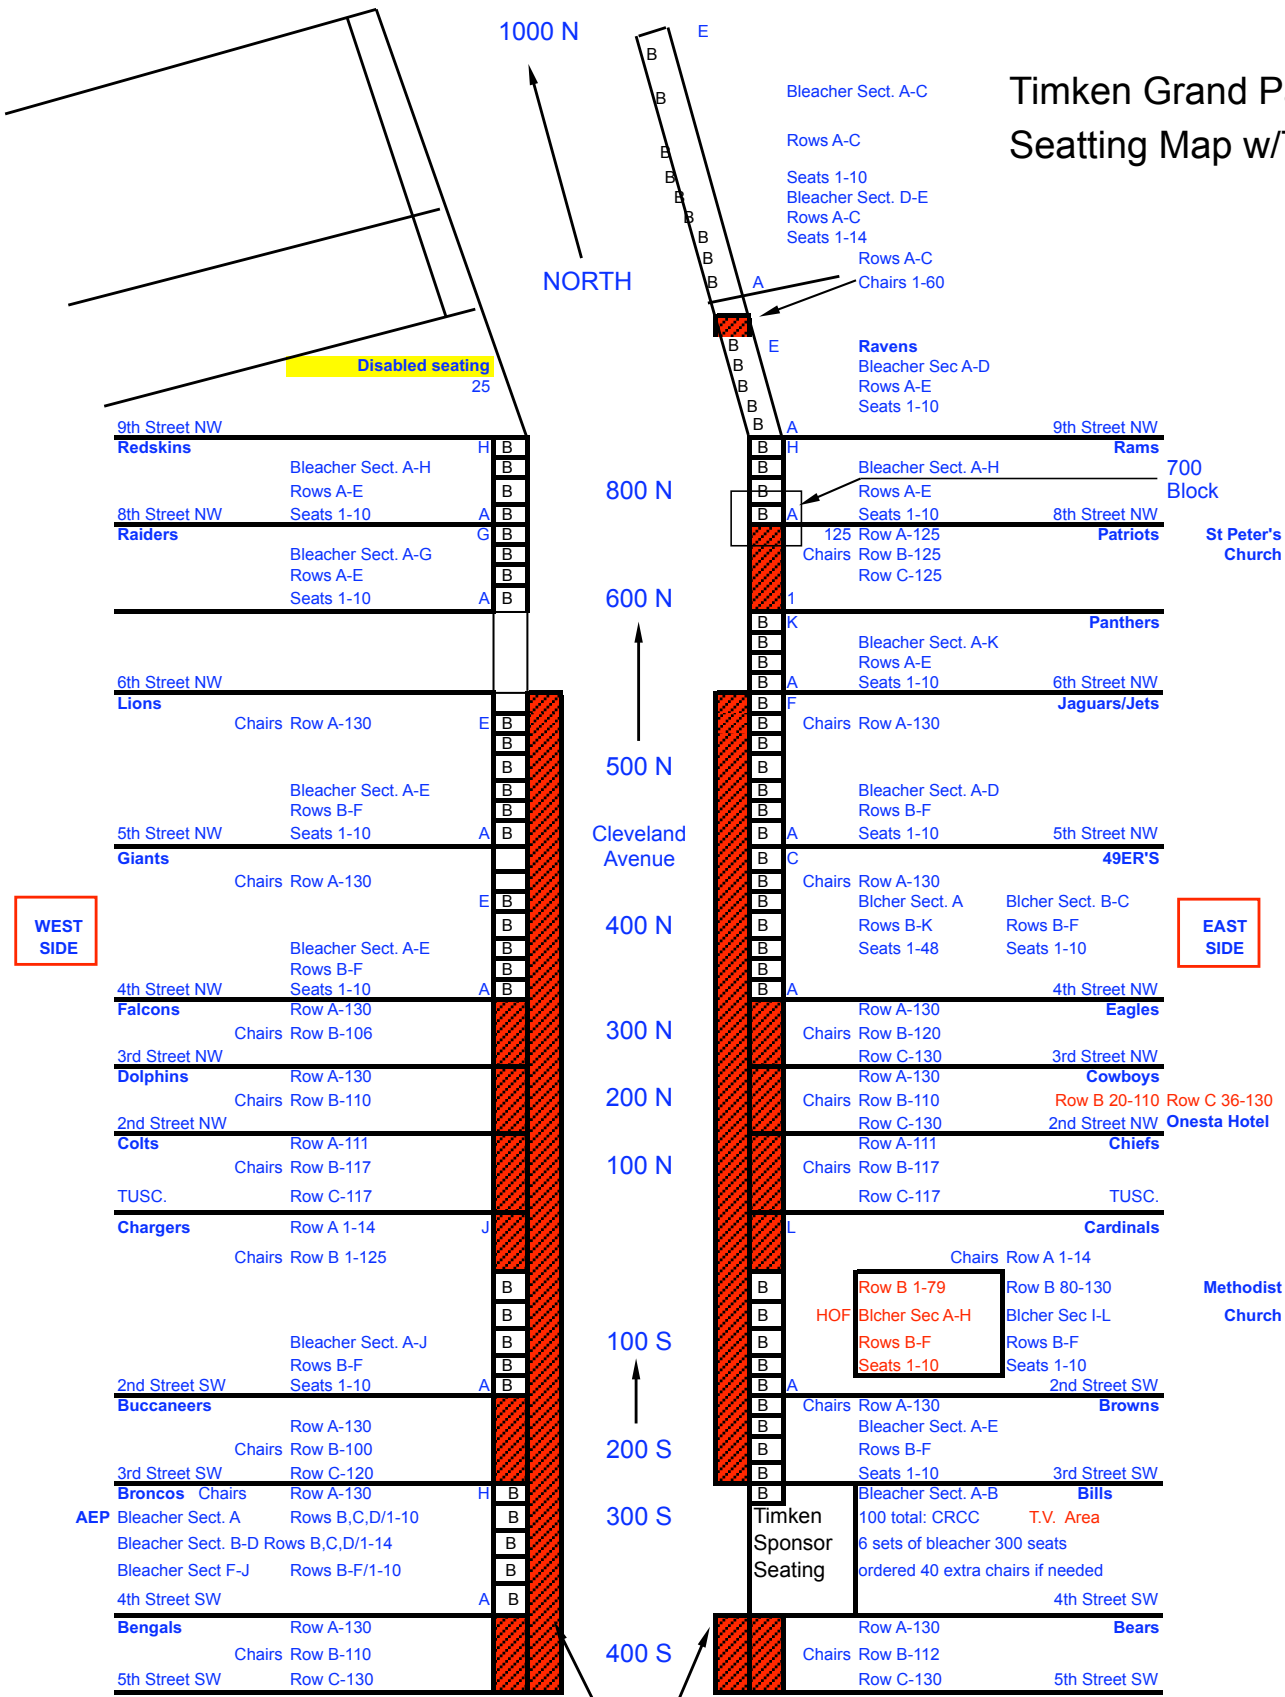 1000 N
E
B
Timken Grand P
Seatting Map w/
Bleacher Sect. A-C
B
Rows A-C
B
Seats 1-10
B
Bleacher Sect. D-E
B
Rows A-C
B
Seats 1-14
B
Rows A-C
B
NORTH
B
A
Chairs 1-60
B
E
Ravens
Disabled seating
B
Bleacher Sec A-D
25
B
Rows A-E
B
Seats 1-10
9th Street NW
B
A
9th Street NW
Redskins
H B
B H
Rams
Bleacher Sect. A-H
B
B
Bleacher Sect. A-H
700
Block
Rows A-E
B
800 N
B
Rows A-E
8th Street NW
Seats 1-10
A B
B A
Seats 1-10
8th Street NW
Raiders
G B
125 Row A-125
Patriots
St Peter's
Church
Bleacher Sect. A-G
B
Chairs Row B-125
Rows A-E
B
Row C-125
Seats 1-10
A B
600 N
1
B K
Panthers
B
Bleacher Sect. A-K
B
Rows A-E
6th Street NW
B A
Seats 1-10
6th Street NW
Lions
B F
Jaguars/Jets
Chairs Row A-130
E B
B
Chairs Row A-130
B
B
B
500 N
B
Bleacher Sect. A-E
B
B
Bleacher Sect. A-D
Rows B-F
B
B
Rows B-F
5th Street NW
Seats 1-10
A B
Cleveland
Avenue
B A
Seats 1-10
5th Street NW
Giants
B C
49ER'S
Chairs Row A-130
B
Chairs Row A-130
E B
B
Blcher Sect. A
Blcher Sect. B-C
WEST
SIDE
B
400 N
B
Rows B-K
Rows B-F
EAST
SIDE
Bleacher Sect. A-E
B
B
Seats 1-48
Seats 1-10
Rows B-F
B
B
4th Street NW
Seats 1-10
A B
B A
4th Street NW
Falcons
Row A-130
Row A-130
Eagles
Chairs Row B-106
300 N
Chairs Row B-120
3rd Street NW
Row C-130
3rd Street NW
Dolphins
Row A-130
Row A-130
Cowboys
Chairs Row B-110
200 N
Chairs Row B-110
Row B 20-110 Row C 36-130
2nd Street NW
Row C-130
2nd Street NW
Onesta Hotel
Colts
Row A-111
Row A-111
Chiefs
Chairs Row B-117
100 N
Chairs Row B-117
TUSC.
Row C-117
Row C-117
TUSC.
Chargers
Row A 1-14
J
L
Cardinals
Chairs Row B 1-125
Chairs Row A 1-14
B
B
Row B 1-79
Row B 80-130
Methodist
Church
B
B
HOF Blcher Sec A-H
Blcher Sec I-L
Bleacher Sect. A-J
B
100 S
B
Rows B-F
Rows B-F
Rows B-F
B
B
Seats 1-10
Seats 1-10
2nd Street SW
Seats 1-10
A B
B A
2nd Street SW
Buccaneers
B
Chairs Row A-130
Browns
Row A-130
B
Bleacher Sect. A-E
Chairs Row B-100
200 S
B
Rows B-F
3rd Street SW
Row C-120
B
Seats 1-10
3rd Street SW
Broncos Chairs
Row A-130
H B
B
Bleacher Sect. A-B
Bills
AEP Bleacher Sect. A
Rows B,C,D/1-10
B
300 S
Timken
Sponsor
Seating
100 total: CRCC
T.V. Area
Bleacher Sect. B-D Rows B,C,D/1-14
B
6 sets of bleacher 300 seats
Bleacher Sect F-J
Rows B-F/1-10
B
ordered 40 extra chairs if needed
4th Street SW
A B
4th Street SW
Bengals
Row A-130
Row A-130
Bears
Chairs Row B-110
400 S
Chairs Row B-112
5th Street SW
Row C-130
Row C-130
5th Street SW